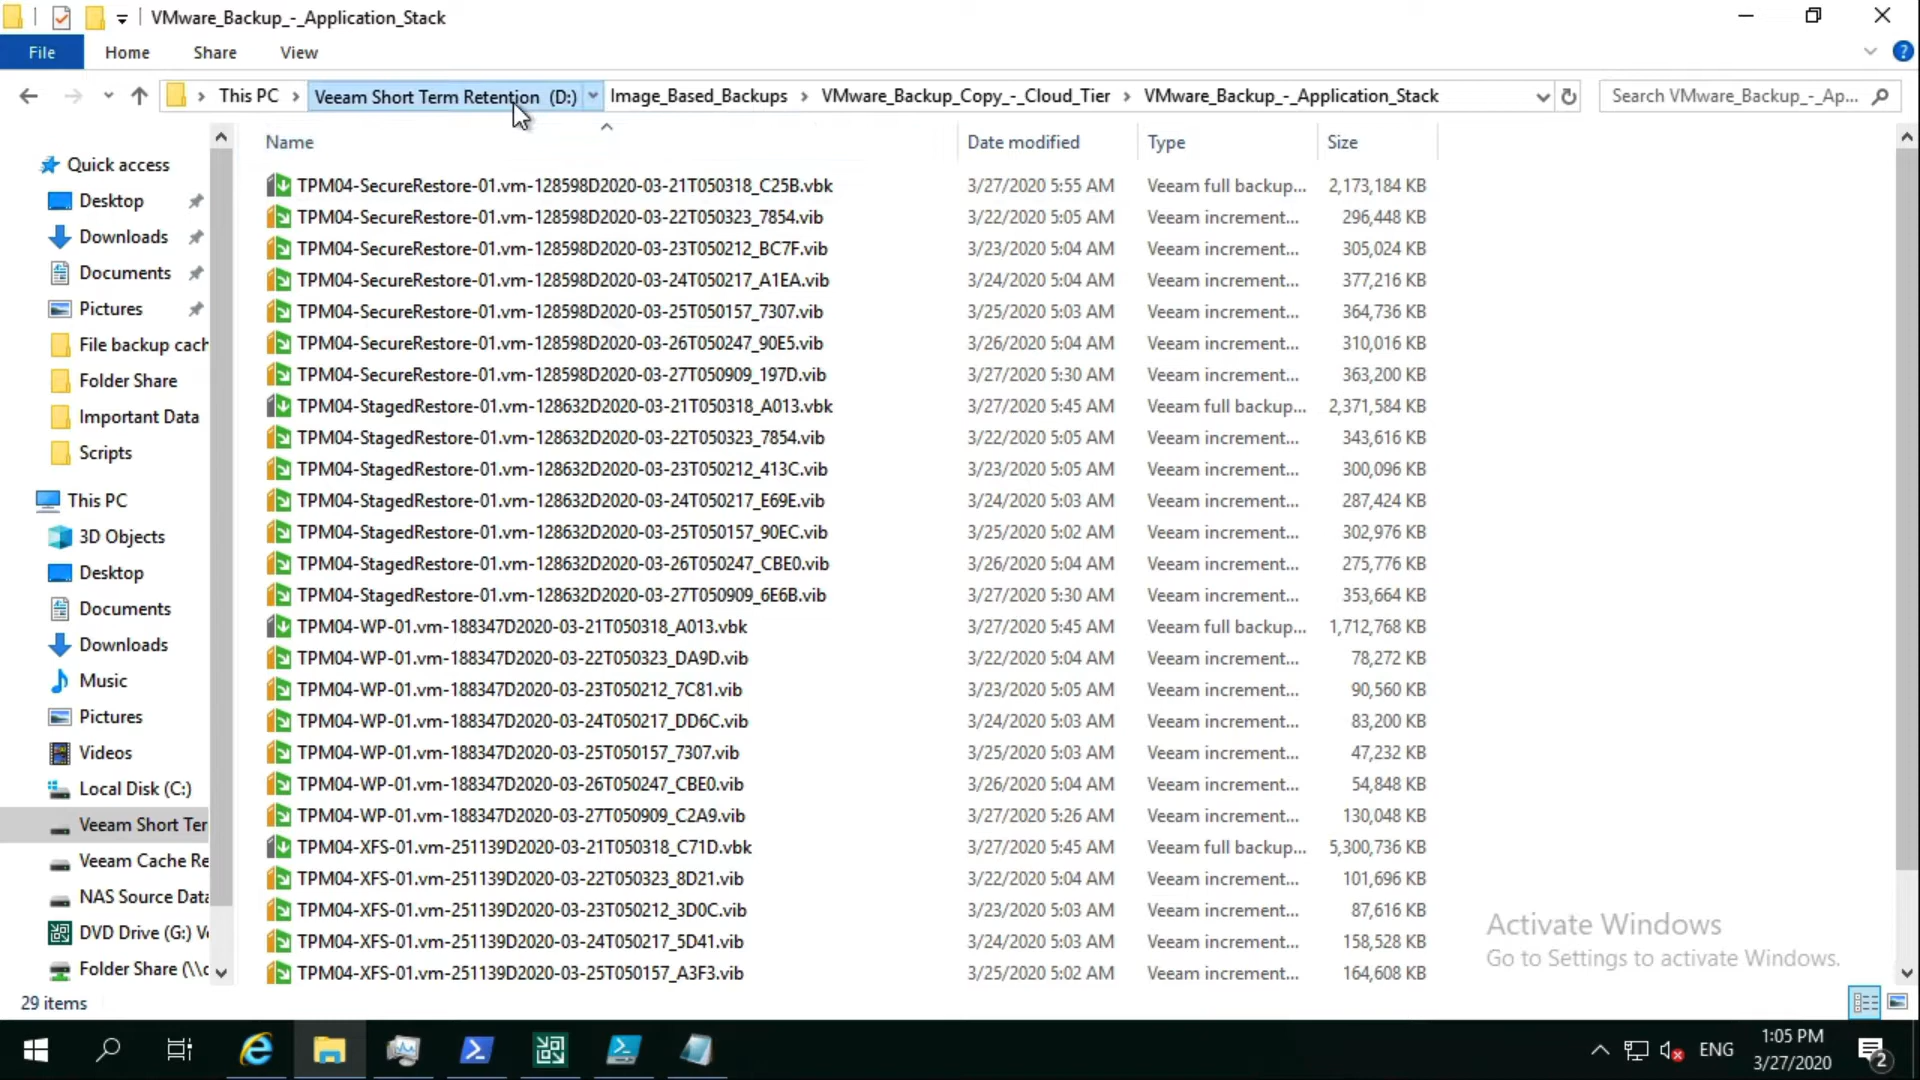 VMware_Backup_-_Application_Stack
File Home Share View
This PC Veeam Short Term Retention (D:) Image_Based_Backups VMware_Backup_Copy_-_Cloud_Tier VMware_Backup_-_Application_Stack Search VMware_Backup_-_Ap...
Name Date modified Type Size
Quick access
Desktop
Downloads
Documents
Pictures
File backup cach
Folder Share
Important Data
Scripts
This PC
3D Objects
Desktop
Documents
Downloads
Music
Pictures
Videos
Local Disk (C:)
Veeam Short Ter
Veeam Cache Re
NAS Source Data
DVD Drive (G:) V
Folder Share (\\
TPM04-SecureRestore-01.vm-128598D2020-03-21T050318_C25B.vbk 3/27/2020 5:55 AM Veeam full backup... 2,173,184 KB
TPM04-SecureRestore-01.vm-128598D2020-03-22T050323_7854.vib 3/22/2020 5:05 AM Veeam increment... 296,448 KB
TPM04-SecureRestore-01.vm-128598D2020-03-23T050212_BC7F.vib 3/23/2020 5:04 AM Veeam increment... 305,024 KB
TPM04-SecureRestore-01.vm-128598D2020-03-24T050217_A1EA.vib 3/24/2020 5:04 AM Veeam increment... 377,216 KB
TPM04-SecureRestore-01.vm-128598D2020-03-25T050157_7307.vib 3/25/2020 5:03 AM Veeam increment... 364,736 KB
TPM04-SecureRestore-01.vm-128598D2020-03-26T050247_90E5.vib 3/26/2020 5:04 AM Veeam increment... 310,016 KB
TPM04-SecureRestore-01.vm-128598D2020-03-27T050909_197D.vib 3/27/2020 5:30 AM Veeam increment... 363,200 KB
TPM04-StagedRestore-01.vm-128632D2020-03-21T050318_A013.vbk 3/27/2020 5:45 AM Veeam full backup... 2,371,584 KB
TPM04-StagedRestore-01.vm-128632D2020-03-22T050323_7854.vib 3/22/2020 5:05 AM Veeam increment... 343,616 KB
TPM04-StagedRestore-01.vm-128632D2020-03-23T050212_413C.vib 3/23/2020 5:05 AM Veeam increment... 300,096 KB
TPM04-StagedRestore-01.vm-128632D2020-03-24T050217_E69E.vib 3/24/2020 5:03 AM Veeam increment... 287,424 KB
TPM04-StagedRestore-01.vm-128632D2020-03-25T050157_90EC.vib 3/25/2020 5:02 AM Veeam increment... 302,976 KB
TPM04-StagedRestore-01.vm-128632D2020-03-26T050247_CBE0.vib 3/26/2020 5:04 AM Veeam increment... 275,776 KB
TPM04-StagedRestore-01.vm-128632D2020-03-27T050909_6E6B.vib 3/27/2020 5:30 AM Veeam increment... 353,664 KB
TPM04-WP-01.vm-188347D2020-03-21T050318_A013.vbk 3/27/2020 5:45 AM Veeam full backup... 1,712,768 KB
TPM04-WP-01.vm-188347D2020-03-22T050323_DA9D.vib 3/22/2020 5:04 AM Veeam increment... 78,272 KB
TPM04-WP-01.vm-188347D2020-03-23T050212_7C81.vib 3/23/2020 5:05 AM Veeam increment... 90,560 KB
TPM04-WP-01.vm-188347D2020-03-24T050217_DD6C.vib 3/24/2020 5:03 AM Veeam increment... 83,200 KB
TPM04-WP-01.vm-188347D2020-03-25T050157_7307.vib 3/25/2020 5:03 AM Veeam increment... 47,232 KB
TPM04-WP-01.vm-188347D2020-03-26T050247_CBE0.vib 3/26/2020 5:04 AM Veeam increment... 54,848 KB
TPM04-WP-01.vm-188347D2020-03-27T050909_C2A9.vib 3/27/2020 5:26 AM Veeam increment... 130,048 KB
TPM04-XFS-01.vm-251139D2020-03-21T050318_C71D.vbk 3/27/2020 5:45 AM Veeam full backup... 5,300,736 KB
TPM04-XFS-01.vm-251139D2020-03-22T050323_8D21.vib 3/22/2020 5:04 AM Veeam increment... 101,696 KB
TPM04-XFS-01.vm-251139D2020-03-23T050212_3D0C.vib 3/23/2020 5:03 AM Veeam increment... 87,616 KB
TPM04-XFS-01.vm-251139D2020-03-24T050217_5D41.vib 3/24/2020 5:03 AM Veeam increment... 158,528 KB
TPM04-XFS-01.vm-251139D2020-03-25T050157_A3F3.vib 3/25/2020 5:02 AM Veeam increment... 164,608 KB
Activate Windows
Go to Settings to activate Windows.
29 items
ENG
1:05 PM
3/27/2020
2